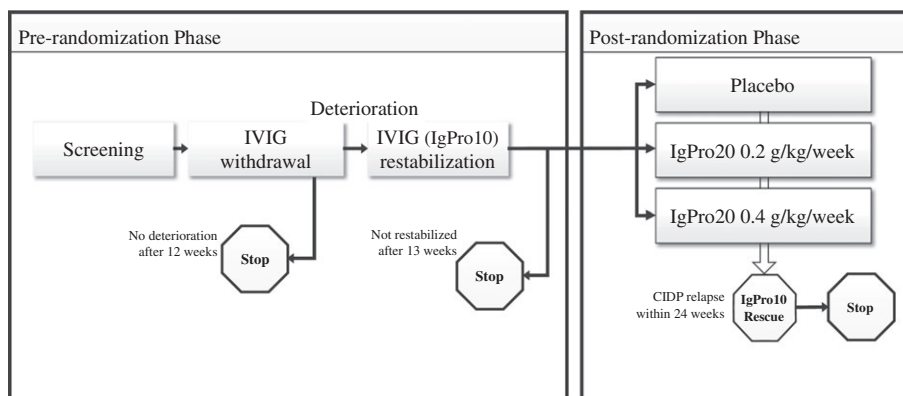 Pre-randomization Phase
Post-randomization Phase
Placebo
Deterioration
Screening
IVIG
withdrawal
IVIG (IgPro10)
restabilization
IgPro20 0.2 g/kg/week
IgPro20 0.4 g/kg/week
No deterioration
after 12 weeks
Stop
Not restabilized
after 13 weeks
Stop
CIDP relapse
within 24 weeks
IgPro10
Rescue
Stop